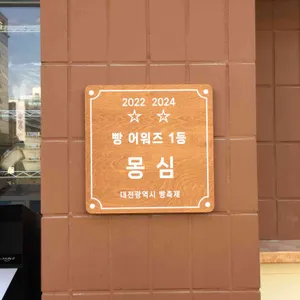 2022 2024
☆ ☆
빵 어워즈 1등
몽심
대전광역시 빵축제